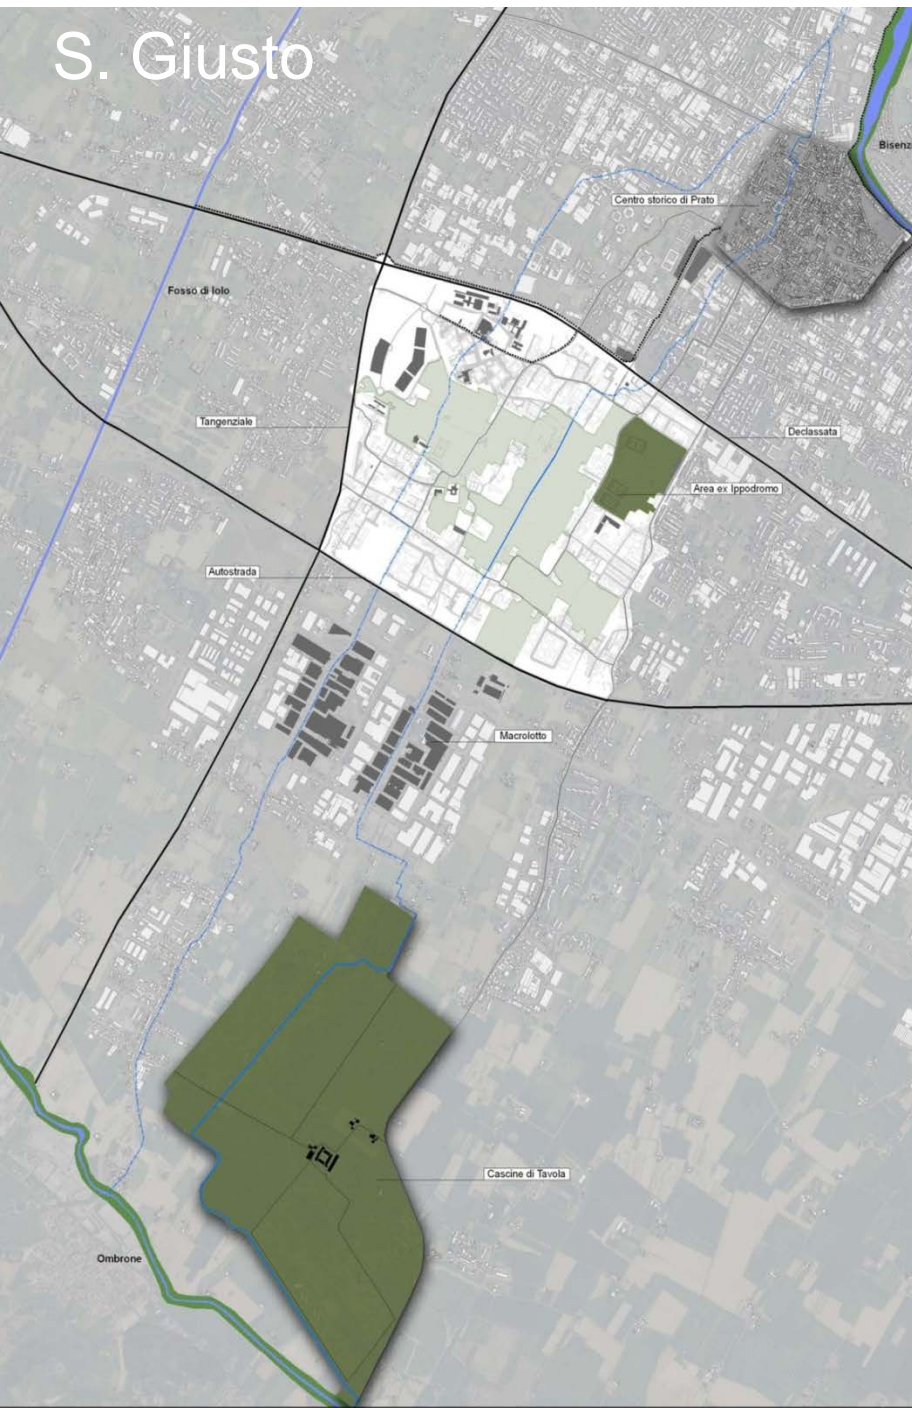 S. Giusto
Bisenz
Centro storico di Prato
Fosso di Iolo
Tangenziale
Declassata
Area ex Ippodromo
Autostrada
Macrolotto
Cascine di Tavola
Ombrone